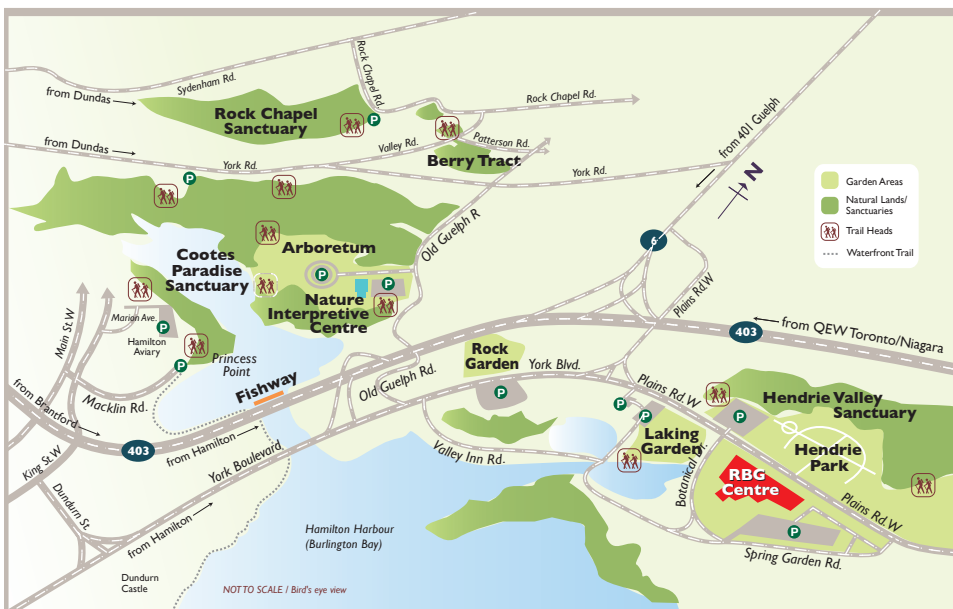 Sydenham Rd.
from Dundas
Rock Chapel Rd.
Rock Chapel
Sanctuary
P
Rock Chapel Rd.
from Dundas
York Rd.
Valley Rd.
Patterson Rd.
Berry Tract
York Rd.
from 401 Guelph
N
Garden Areas
Natural Lands/
Sanctuaries
Trail Heads
Waterfront Trail
P
Arboretum
P
P
Old Guelph R
6
Plains Rd.W
Cootes
Paradise
Sanctuary
Nature
Interpretive
Centre
403
from QEW Toronto/Niagara
Main St.W
Marion Ave.
P
Hamilton
Aviary
P
Princess
Point
Macklin Rd.
Fishway
Old Guelph Rd.
Rock
Garden
P
York Blvd.
Plains Rd.W
P
P
P
Hendrie Valley
Sanctuary
from Brantford
403
from Hamilton
York Boulevard
Valley Inn Rd.
Laking
Garden
Botanical Dr.
RBG
Centre
Hendrie
Park
Plains Rd.W
King St.W
Dundurn St.
from Hamilton
Hamilton Harbour
(Burlington Bay)
P
Spring Garden Rd.
Dundurn
Castle
NOT TO SCALE / Bird's eye view